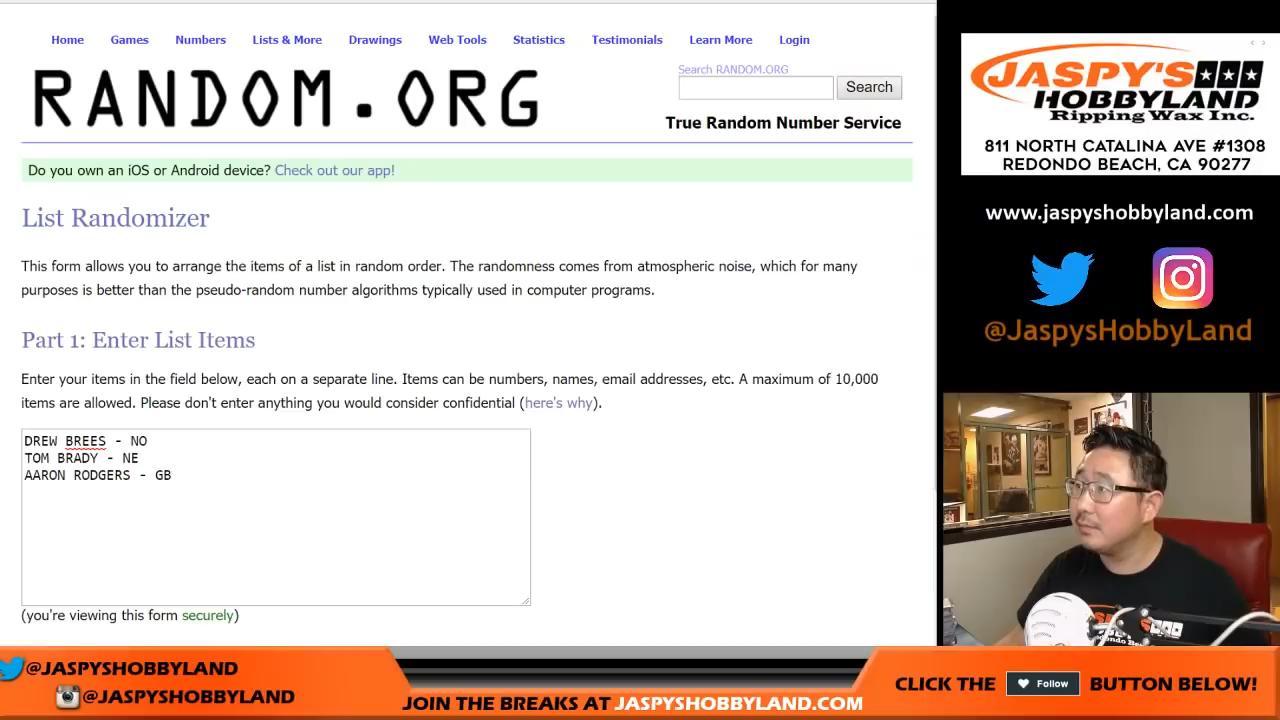 Home Games Numbers Lists & More Drawings Web Tools Statistics Testimonials Learn More Login
RANDOM.ORG
Search RANDOM.ORG
Search
True Random Number Service
Do you own an iOS or Android device? Check out our app!
List Randomizer
This form allows you to arrange the items of a list in random order. The randomness comes from atmospheric noise, which for many
purposes is better than the pseudo-random number algorithms typically used in computer programs.
Part 1: Enter List Items
Enter your items in the field below, each on a separate line. Items can be numbers, names, email addresses, etc. A maximum of 10,000
items are allowed. Please don't enter anything you would consider confidential (here's why).
DREW BREES - NO
TOM BRADY - NE
AARON RODGERS - GB
(you're viewing this form securely)
JASPY'S
HOBBYLAND
Ripping Wax Inc.
811 NORTH CATALINA AVE #1308
REDONDO BEACH, CA 90277
www.jaspyshobbyland.com
@JaspysHobbyLand
@JASPYSHOBBYLAND
@JASPYSHOBBYLAND
JOIN THE BREAKS AT JASPYSHOBBYLAND.COM
CLICK THE Follow BUTTON BELOW!